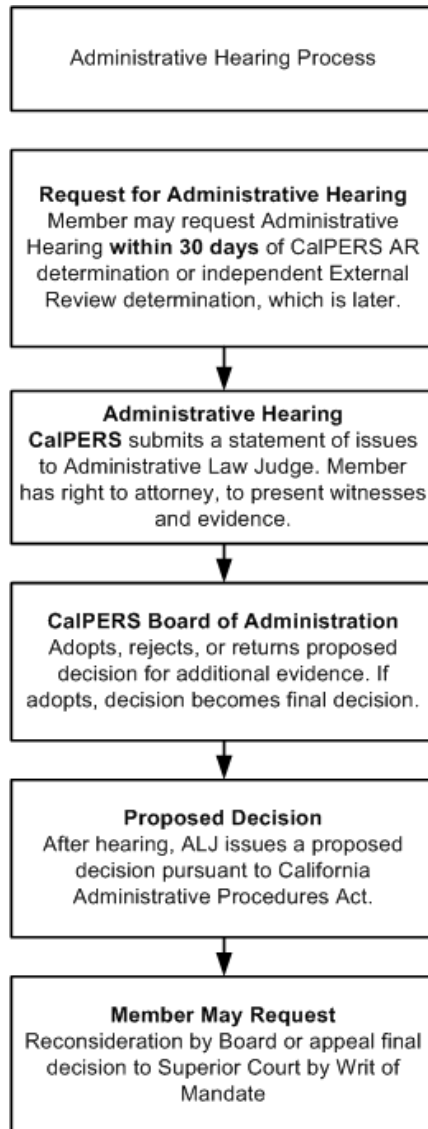 Administrative Hearing Process
Request for Administrative Hearing
Member may request Administrative
Hearing within 30 days of CalPERS AR
determination or independent External
Review determination, which is later.
Administrative Hearing
CalPERS submits a statement of issues
to Administrative Law Judge. Member
has right to attorney, to present witnesses
and evidence.
CalPERS Board of Administration
Adopts, rejects, or returns proposed
decision for additional evidence. If
adopts, decision becomes final decision.
Proposed Decision
After hearing, ALJ issues a proposed
decision pursuant to California
Administrative Procedures Act.
Member May Request
Reconsideration by Board or appeal final
decision to Superior Court by Writ of
Mandate